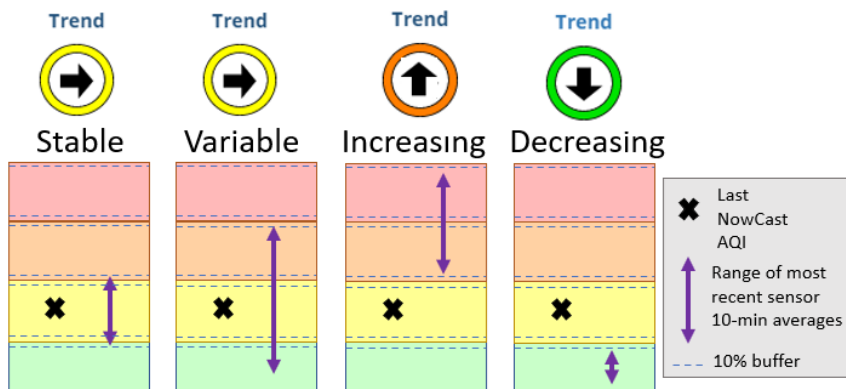 Trend Trend Trend Trend
Stable Variable Increasing Decreasing
Last
NowCast
AQI
Range of most
recent sensor
10-min averages
10% buffer